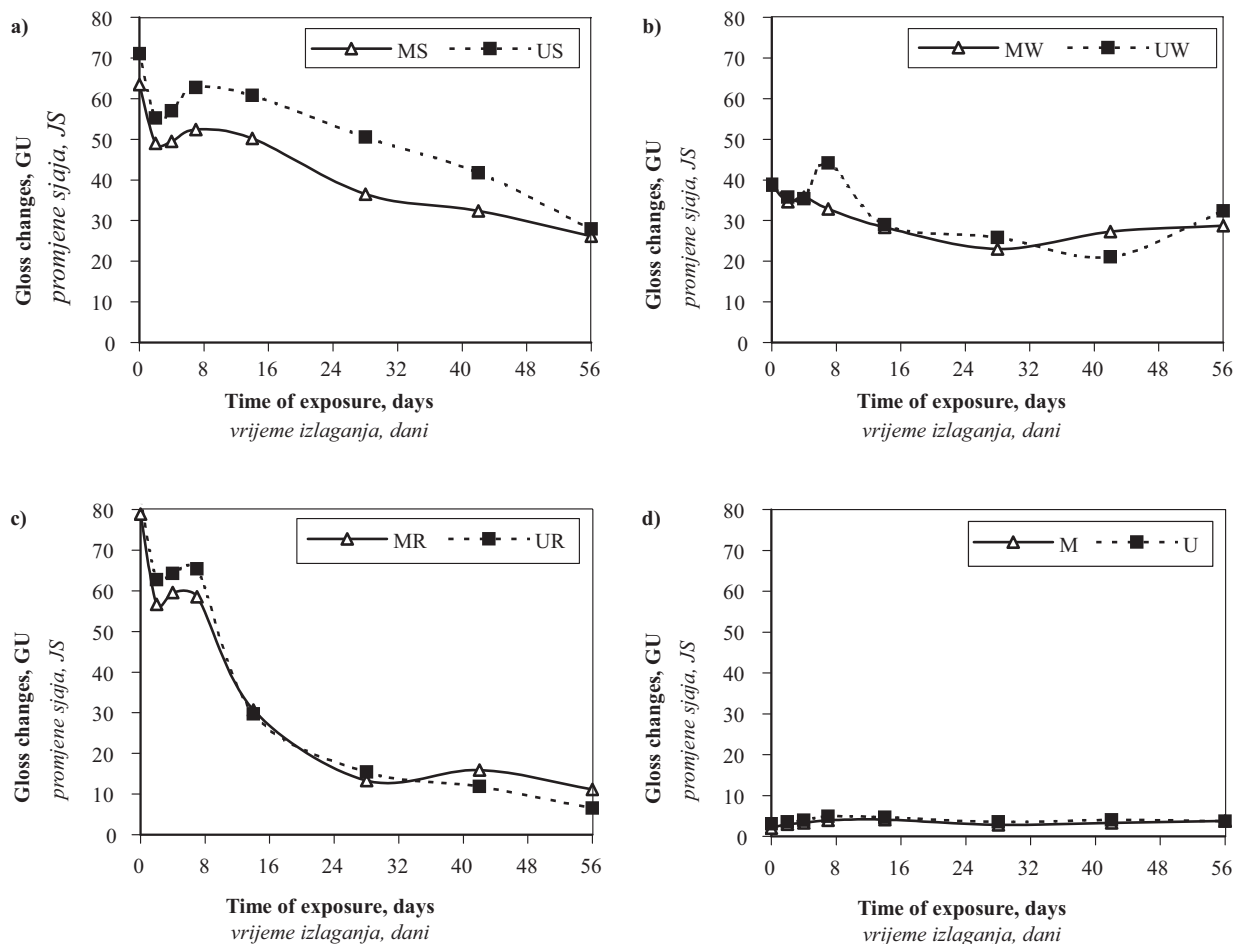 a)
MS US
80
70
60
50
40
30
20
10
0
Gloss changes, GU
promjene sjaja, JS
0 8 16 24 32 40 48 56
Time of exposure, days
vrijeme izlaganja, dani
b)
MW UW
80
70
60
50
40
30
20
10
0
Gloss changes, GU
promjene sjaja, JS
0 8 16 24 32 40 48 56
Time of exposure, days
vrijeme izlaganja, dani
c)
MR UR
80
70
60
50
40
30
20
10
0
Gloss changes, GU
promjene sjaja, JS
0 8 16 24 32 40 48 56
Time of exposure, days
vrijeme izlaganja, dani
d)
M U
80
70
60
50
40
30
20
10
0
Gloss changes, GU
promjene sjaja, JS
0 8 16 24 32 40 48 56
Time of exposure, days
vrijeme izlaganja, dani